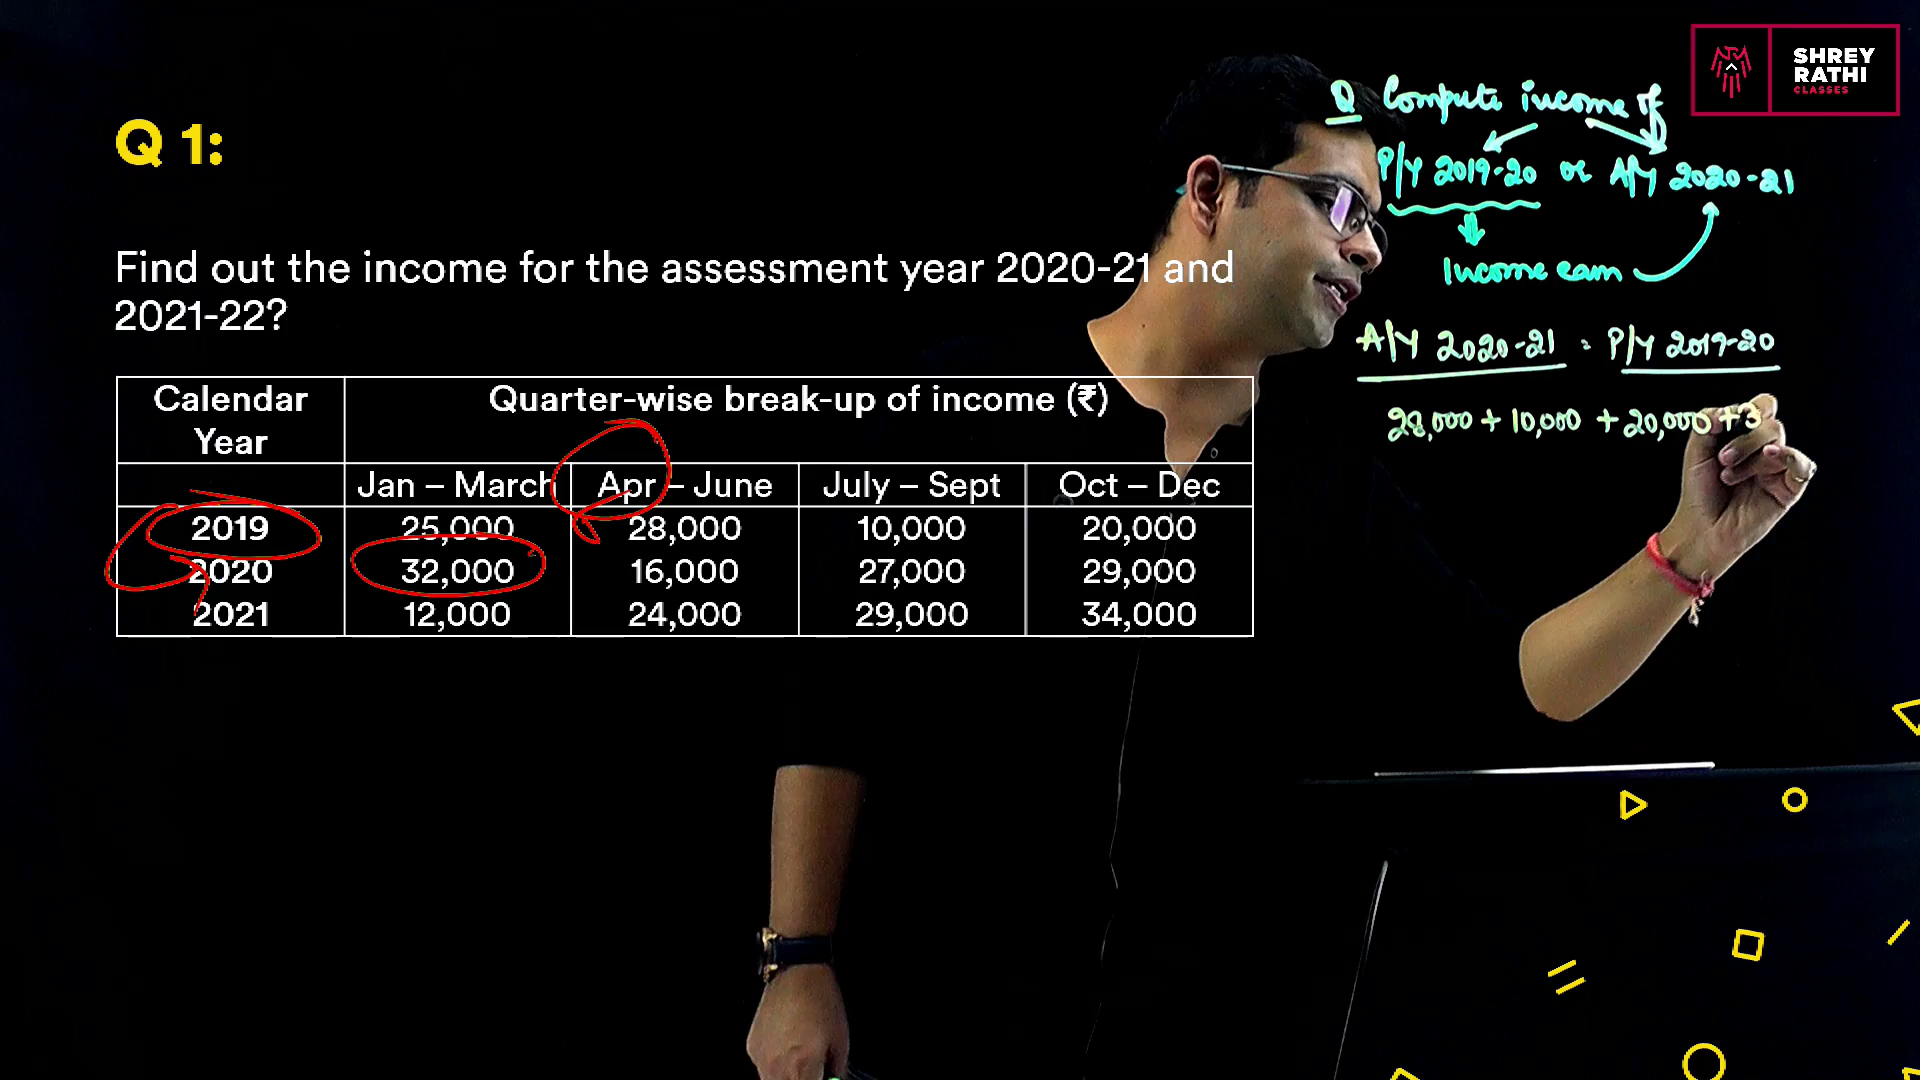 SHREY
RATHI
CLASSES
Q 1:
Find out the income for the assessment year 2020-21 and
2021-22?
Calendar Year Quarter-wise break-up of income (₹)
Jan – March Apr – June July – Sept Oct – Dec
2019 25,000 28,000 10,000 20,000
2020 32,000 16,000 27,000 29,000
2021 12,000 24,000 29,000 34,000
Q Compute income of
P/Y 2019-20 or A/Y 2020-21
Income earn
A/Y 2020-21 = P/Y 2019-20
28,000 + 10,000 + 20,000 + 3